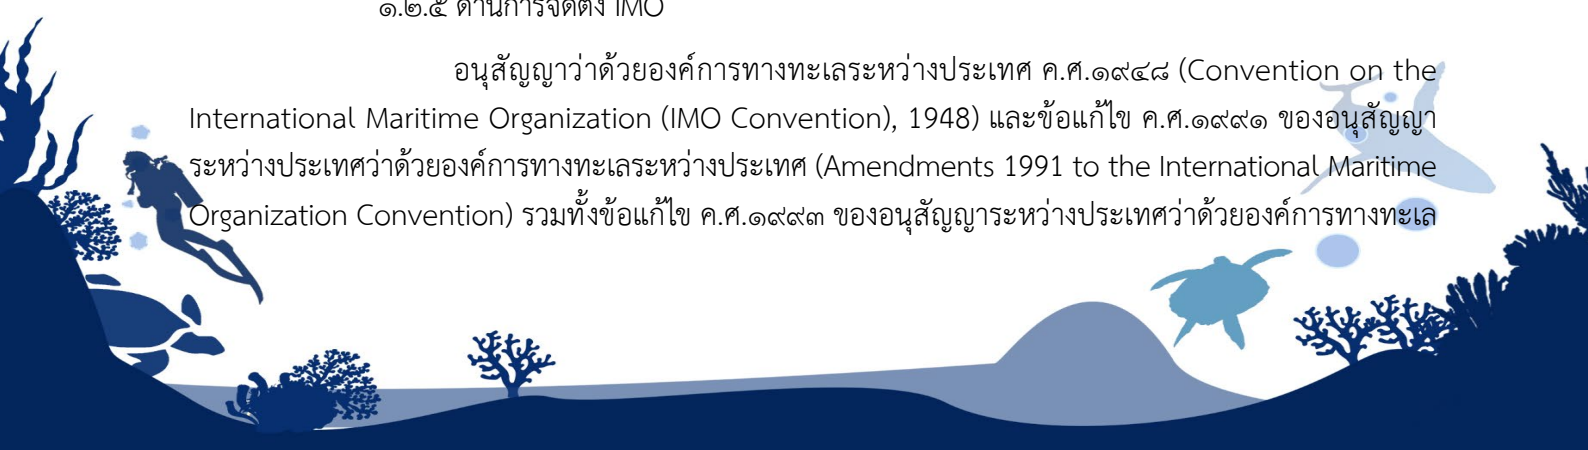 ๑.๒.๕ ด้านการจัดตั้ง IMO
อนุสัญญาว่าด้วยองค์การทางทะเลระหว่างประเทศ ค.ศ.๑๙๔๘ (Convention on the
International Maritime Organization (IMO Convention), 1948) และข้อแก้ไข ค.ศ.๑๙๙๑ ของอนุสัญญา
ระหว่างประเทศว่าด้วยองค์การทางทะเลระหว่างประเทศ (Amendments 1991 to the International Maritime
Organization Convention) รวมทั้งข้อแก้ไข ค.ศ.๑๙๙๓ ของอนุสัญญาระหว่างประเทศว่าด้วยองค์การทางทะเล